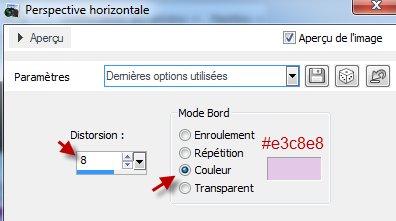 Perspective horizontale
Aperçu
Aperçu de l'image
Paramètres
Dernières options utilisées
Mode Bord
Distorsion :
8
Enroulement
Répétition
Couleur
Transparent
#e3c8e8